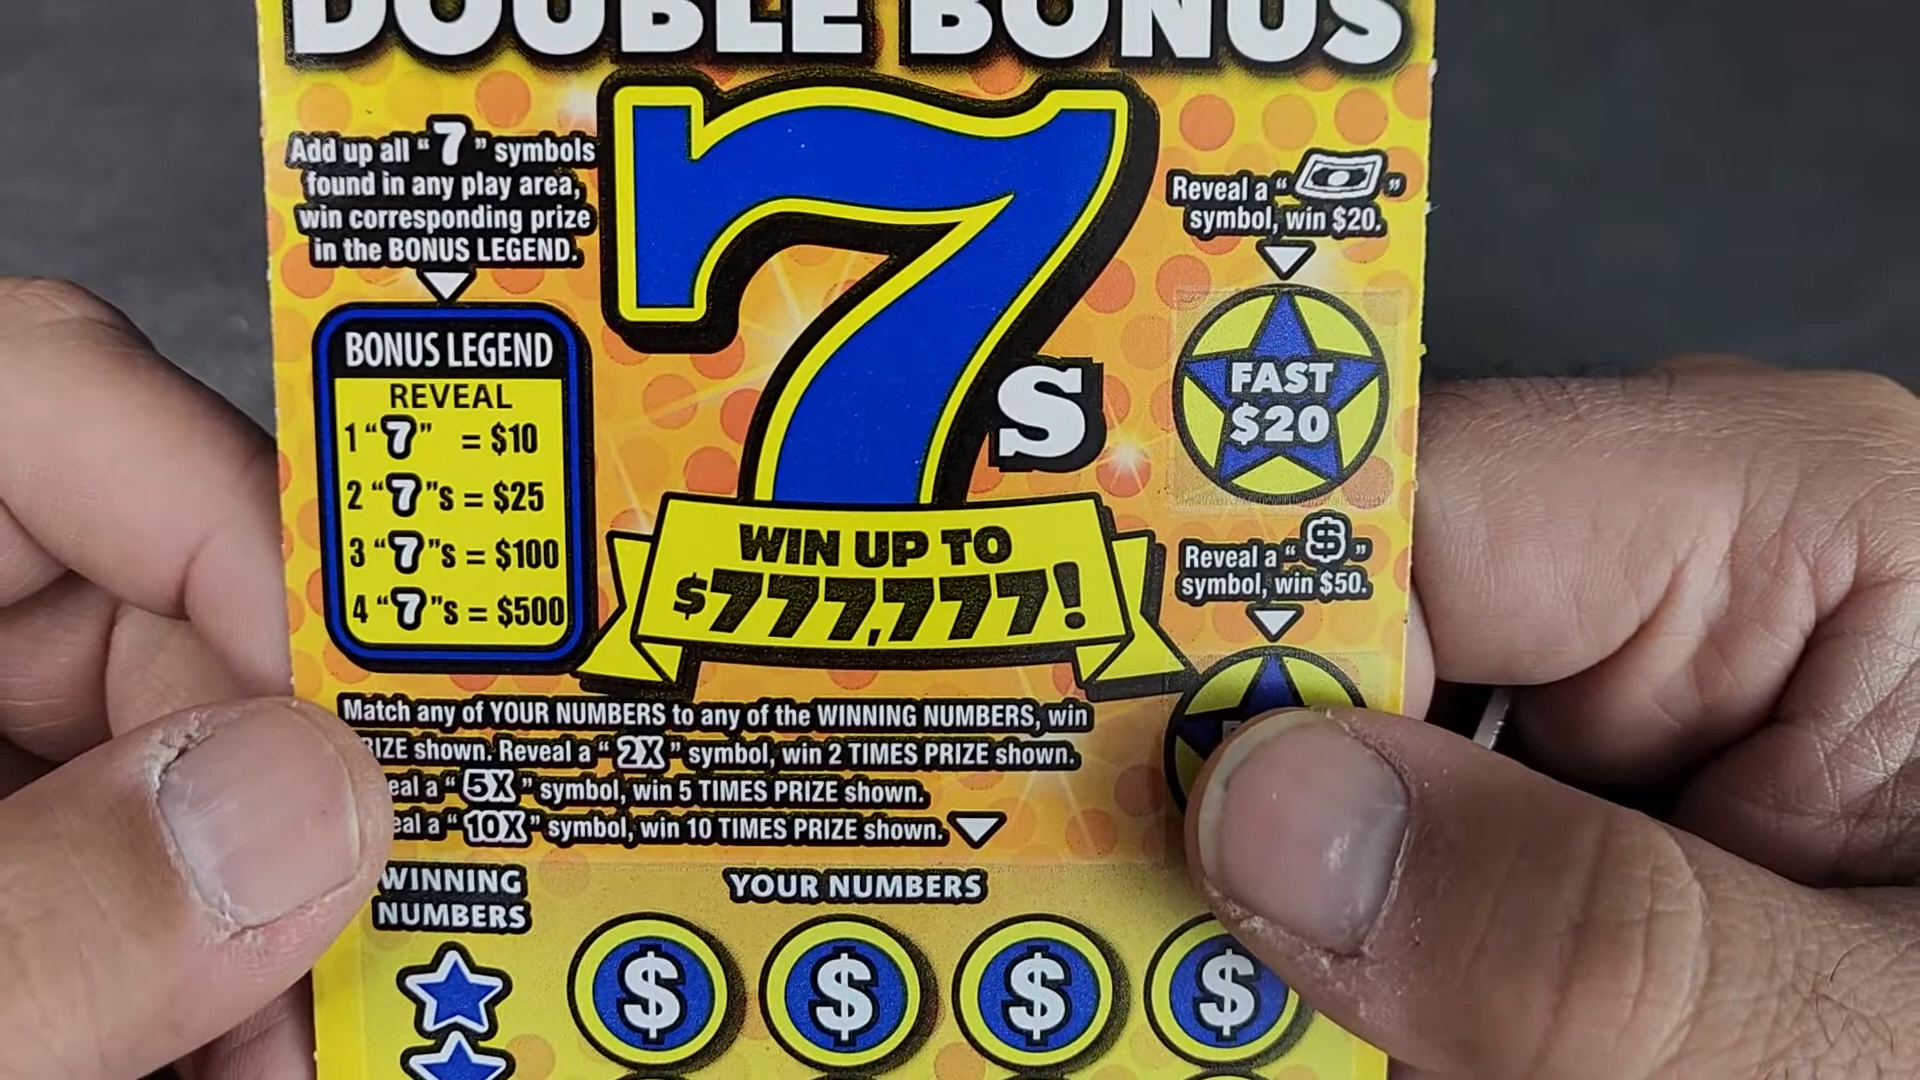 DOUBLE BONUS
7s
WIN UP TO
$777,777!
Add up all "7" symbols
found in any play area,
win corresponding prize
in the BONUS LEGEND.
BONUS LEGEND
REVEAL
1 "7" = $10
2 "7"s = $25
3 "7"s = $100
4 "7"s = $500
Reveal a " "
symbol, win $20.
FAST
$20
Reveal a "$"
symbol, win $50.
Match any of YOUR NUMBERS to any of the WINNING NUMBERS, win
shown. Reveal a "2X" symbol, win 2 TIMES PRIZE shown.
a "5X" symbol, win 5 TIMES PRIZE shown.
a "10X" symbol, win 10 TIMES PRIZE shown.
WINNING
NUMBERS
YOUR NUMBERS
$ $ $ $